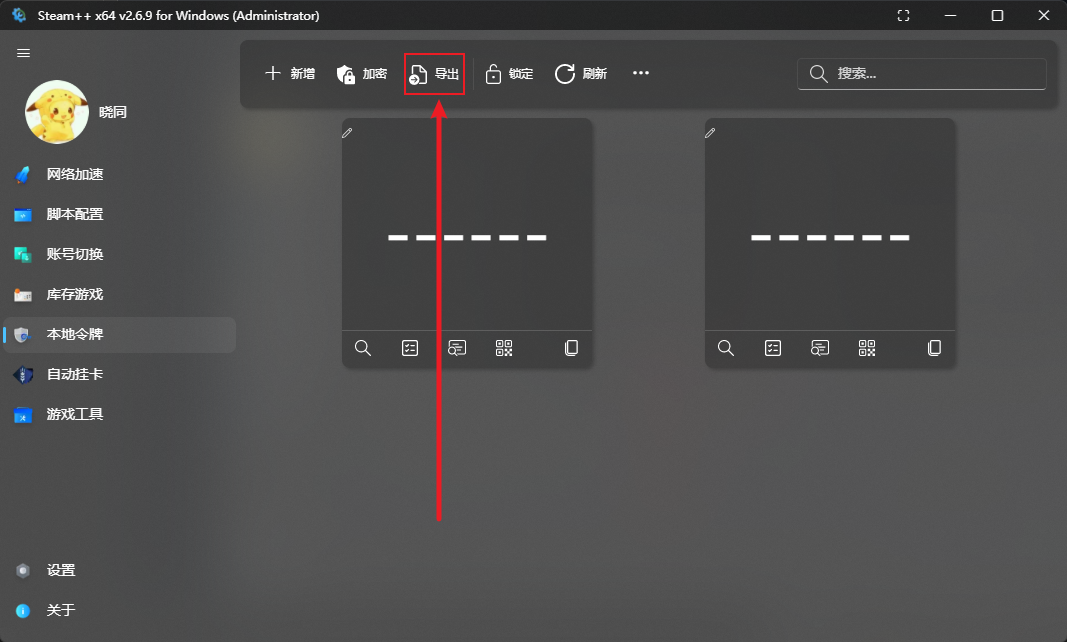 Steam++ x64 v2.6.9 for Windows (Administrator)
新增 加密 导出 锁定 刷新 搜索...
晓同
网络加速
脚本配置
账号切换
库存游戏
本地令牌
自动挂卡
游戏工具
设置
关于